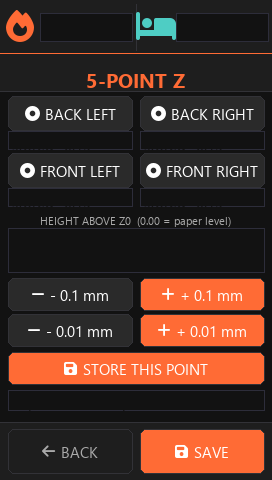 5-POINT Z
BACK LEFT
BACK RIGHT
FRONT LEFT
FRONT RIGHT
HEIGHT ABOVE Z0 (0.00 = paper level)
- 0.1 mm
+ 0.1 mm
- 0.01 mm
+ 0.01 mm
STORE THIS POINT
BACK
SAVE